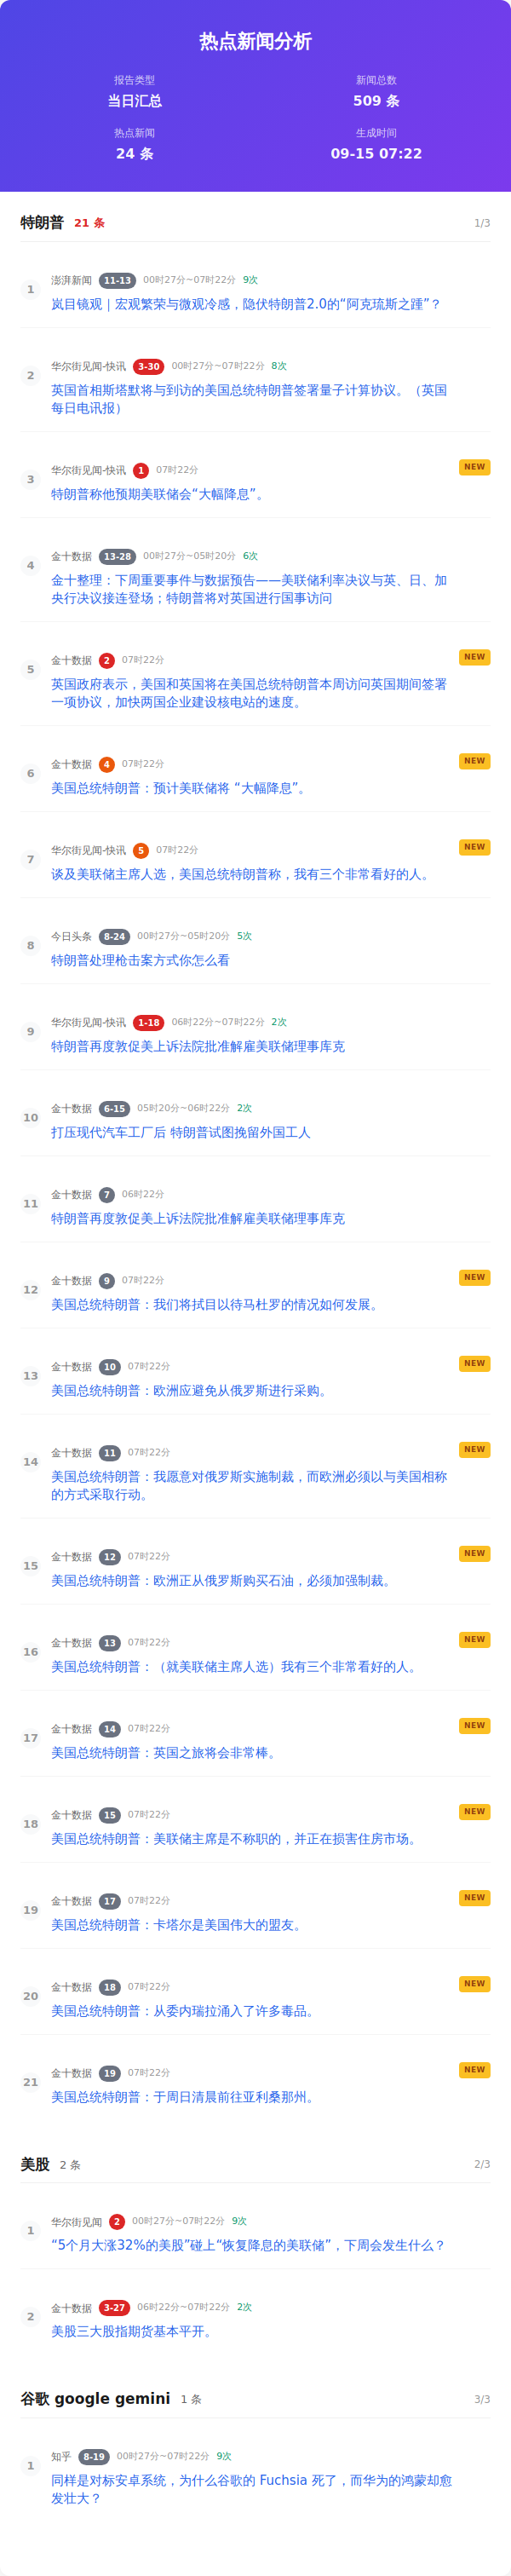 热点新闻分析
报告类型
当日汇总
新闻总数
509 条
热点新闻
24 条
生成时间
09-15 07:22
特朗普 21 条 1/3
1
澎湃新闻 11-13 00时27分~07时22分 9次
岚目镜观｜宏观繁荣与微观冷感，隐伏特朗普2.0的“阿克琉斯之踵”？
2
华尔街见闻-快讯 3-30 00时27分~07时22分 8次
英国首相斯塔默将与到访的美国总统特朗普签署量子计算协议。（英国
每日电讯报）
3
华尔街见闻-快讯 1 07时22分 NEW
特朗普称他预期美联储会“大幅降息”。
4
金十数据 13-28 00时27分~05时20分 6次
金十整理：下周重要事件与数据预告——美联储利率决议与英、日、加
央行决议接连登场；特朗普将对英国进行国事访问
5
金十数据 2 07时22分 NEW
英国政府表示，美国和英国将在美国总统特朗普本周访问英国期间签署
一项协议，加快两国企业建设核电站的速度。
6
金十数据 4 07时22分 NEW
美国总统特朗普：预计美联储将 “大幅降息”。
7
华尔街见闻-快讯 5 07时22分 NEW
谈及美联储主席人选，美国总统特朗普称，我有三个非常看好的人。
8
今日头条 8-24 00时27分~05时20分 5次
特朗普处理枪击案方式你怎么看
9
华尔街见闻-快讯 1-18 06时22分~07时22分 2次
特朗普再度敦促美上诉法院批准解雇美联储理事库克
10
金十数据 6-15 05时20分~06时22分 2次
打压现代汽车工厂后 特朗普试图挽留外国工人
11
金十数据 7 06时22分
特朗普再度敦促美上诉法院批准解雇美联储理事库克
12
金十数据 9 07时22分 NEW
美国总统特朗普：我们将拭目以待马杜罗的情况如何发展。
13
金十数据 10 07时22分 NEW
美国总统特朗普：欧洲应避免从俄罗斯进行采购。
14
金十数据 11 07时22分 NEW
美国总统特朗普：我愿意对俄罗斯实施制裁，而欧洲必须以与美国相称
的方式采取行动。
15
金十数据 12 07时22分 NEW
美国总统特朗普：欧洲正从俄罗斯购买石油，必须加强制裁。
16
金十数据 13 07时22分 NEW
美国总统特朗普：（就美联储主席人选）我有三个非常看好的人。
17
金十数据 14 07时22分 NEW
美国总统特朗普：英国之旅将会非常棒。
18
金十数据 15 07时22分 NEW
美国总统特朗普：美联储主席是不称职的，并正在损害住房市场。
19
金十数据 17 07时22分 NEW
美国总统特朗普：卡塔尔是美国伟大的盟友。
20
金十数据 18 07时22分 NEW
美国总统特朗普：从委内瑞拉涌入了许多毒品。
21
金十数据 19 07时22分 NEW
美国总统特朗普：于周日清晨前往亚利桑那州。
美股 2 条 2/3
1
华尔街见闻 2 00时27分~07时22分 9次
“5个月大涨32%的美股”碰上“恢复降息的美联储”，下周会发生什么？
2
金十数据 3-27 06时22分~07时22分 2次
美股三大股指期货基本平开。
谷歌 google gemini 1 条 3/3
1
知乎 8-19 00时27分~07时22分 9次
同样是对标安卓系统，为什么谷歌的 Fuchsia 死了，而华为的鸿蒙却愈
发壮大？